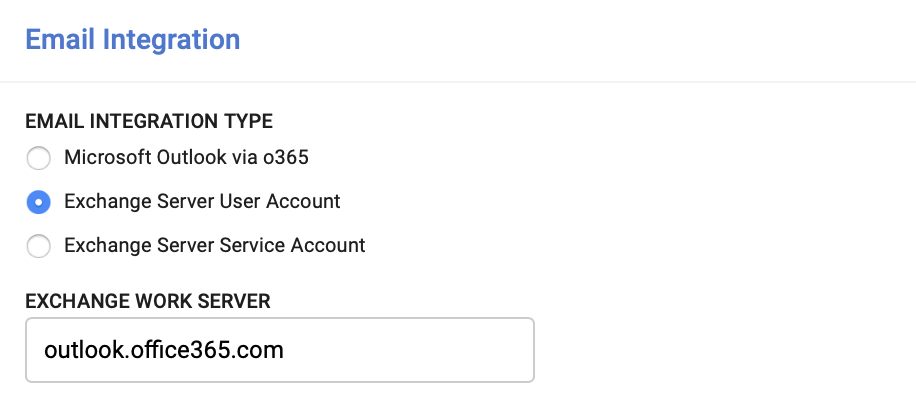 Email Integration
EMAIL INTEGRATION TYPE
Microsoft Outlook via o365
Exchange Server User Account
Exchange Server Service Account
EXCHANGE WORK SERVER
outlook.office365.com